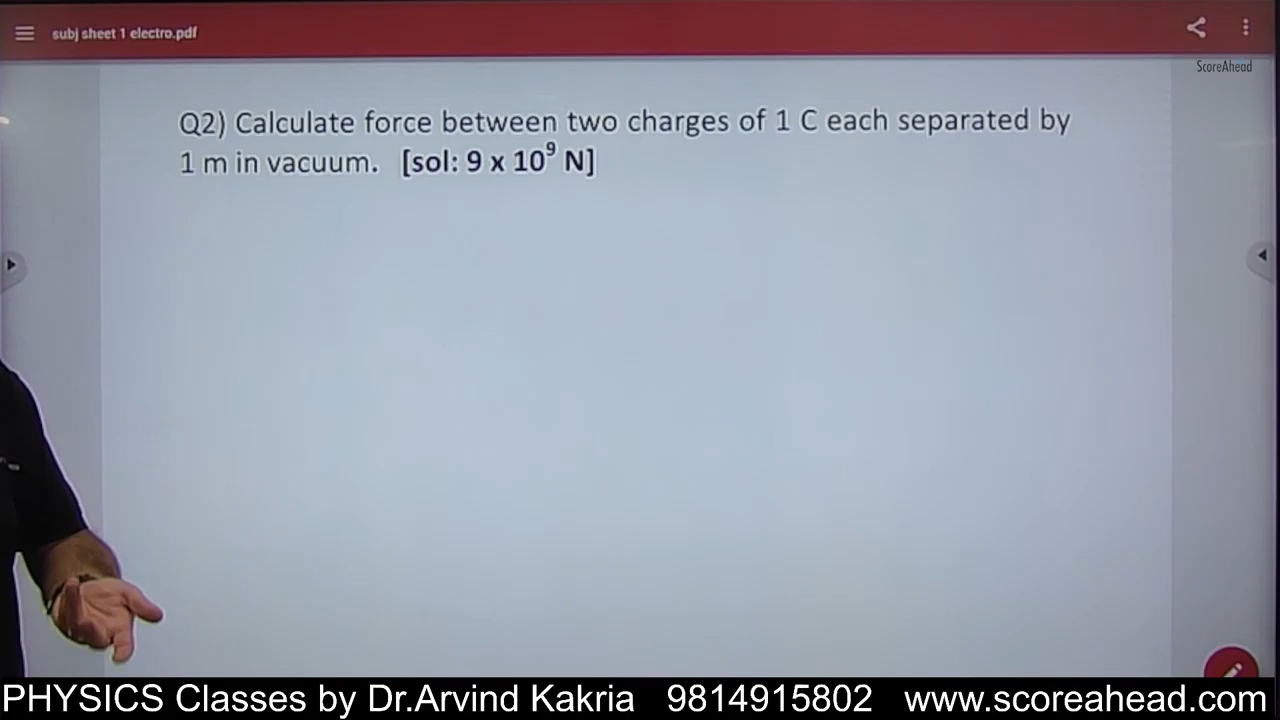 subj sheet 1 electro.pdf
ScoreAhead
Q2) Calculate force between two charges of 1 C each separated by
1 m in vacuum. [sol: 9 x 10⁹ N]
PHYSICS Classes by Dr.Arvind Kakria 9814915802 www.scoreahead.com